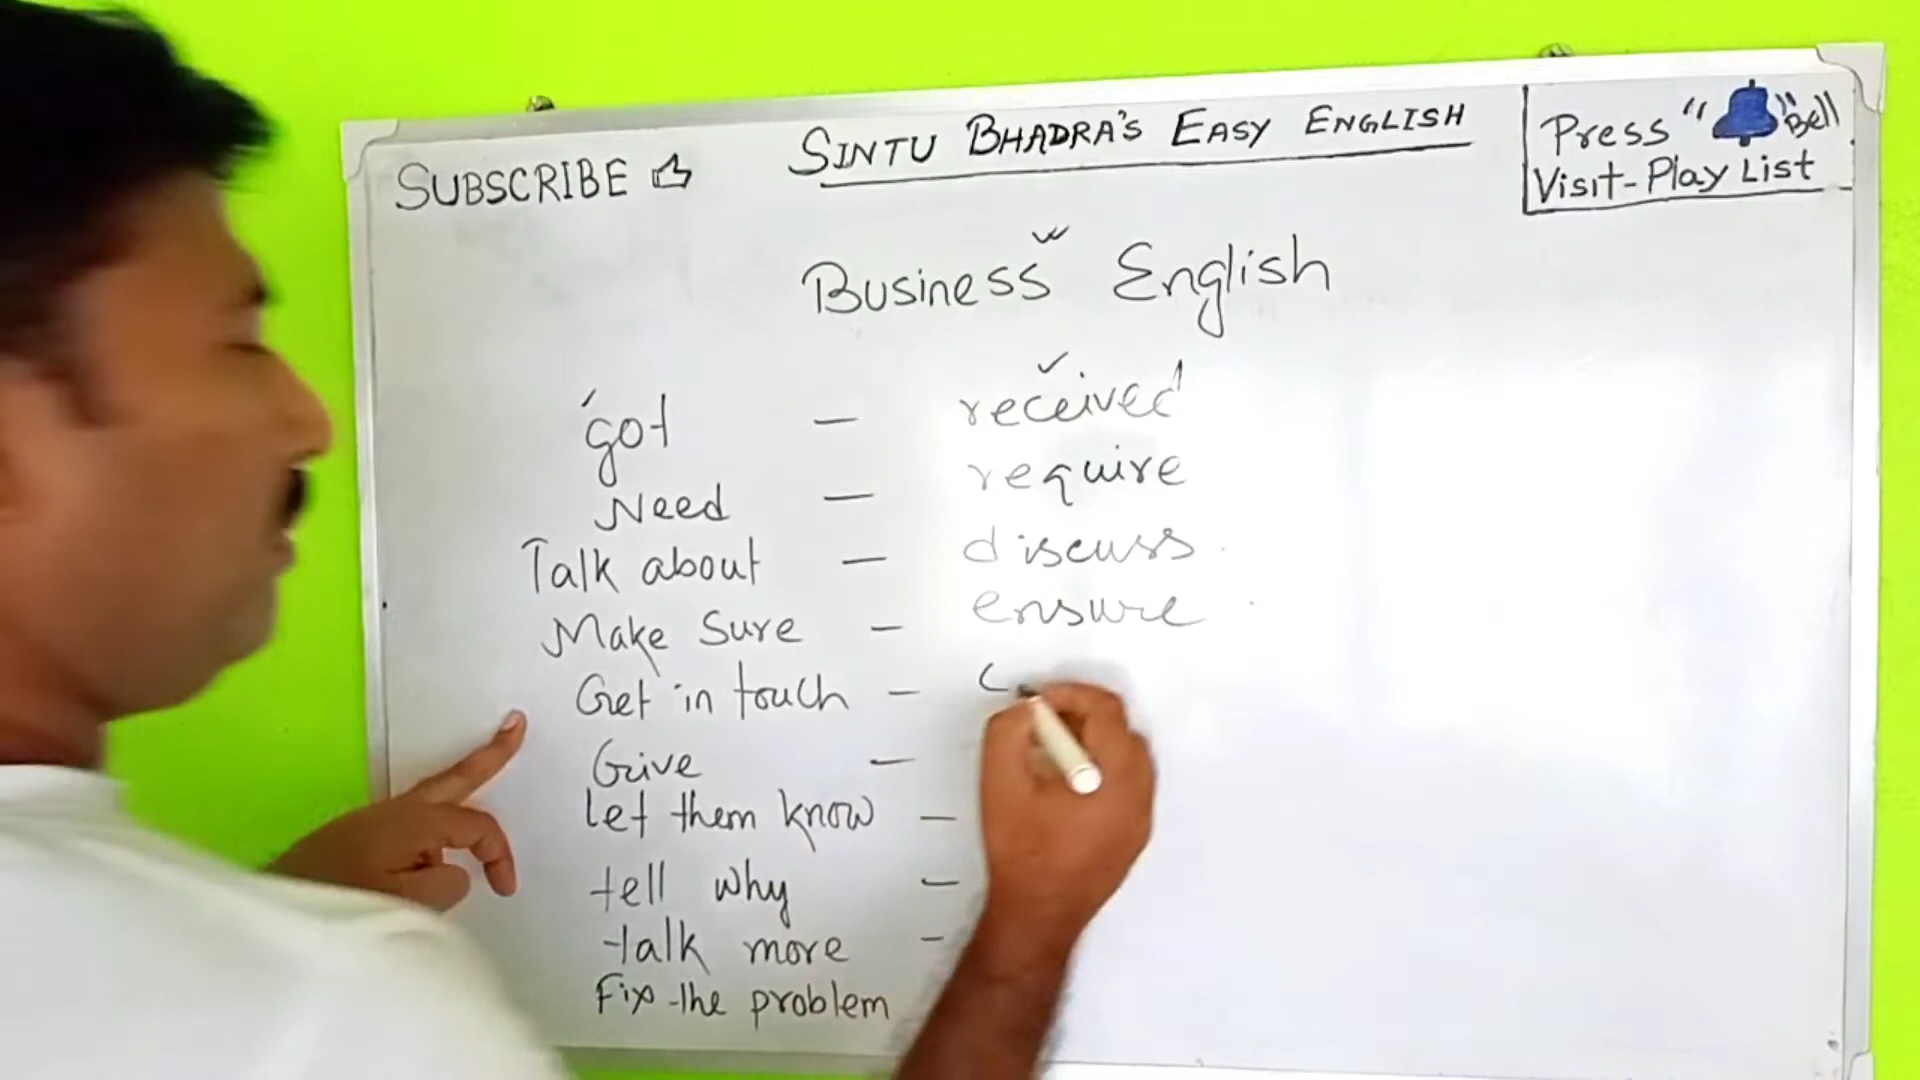 SUBSCRIBE
SINTU BHADRA'S EASY ENGLISH
Press " " Bell
Visit-Play List
Business English
got — received
Need — require
Talk about — discuss
Make Sure — ensure
Get in touch — C
Give —
let them know —
tell why —
talk more -
Fix the problem